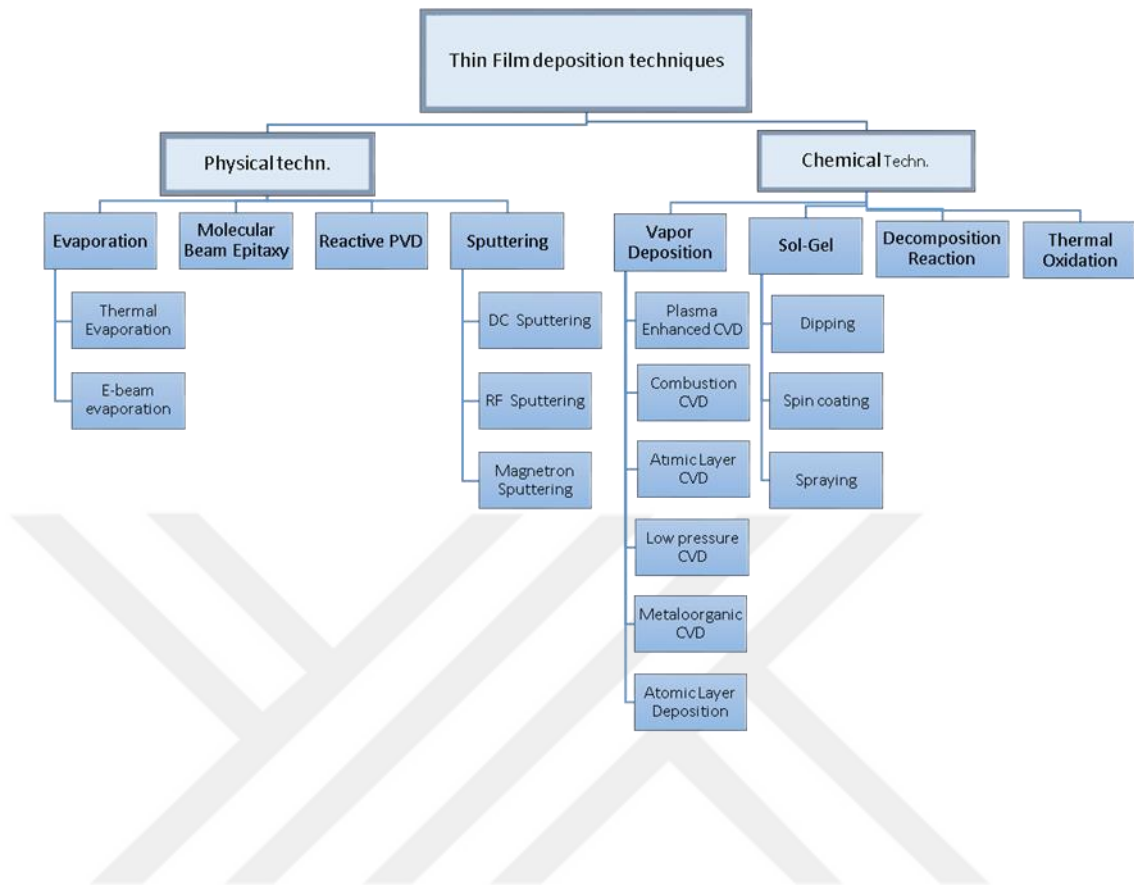 Thin Film deposition techniques
Physical techn.
Chemical Techn.
Evaporation
Molecular
Beam Epitaxy
Reactive PVD
Sputtering
Vapor
Deposition
Sol-Gel
Decomposition
Reaction
Thermal
Oxidation
Thermal
Evaporation
E-beam
evaporation
DC Sputtering
RF Sputtering
Magnetron
Sputtering
Plasma
Enhanced CVD
Combustion
CVD
Atimic Layer
CVD
Low pressure
CVD
Metaloorganic
CVD
Atomic Layer
Deposition
Dipping
Spin coating
Spraying